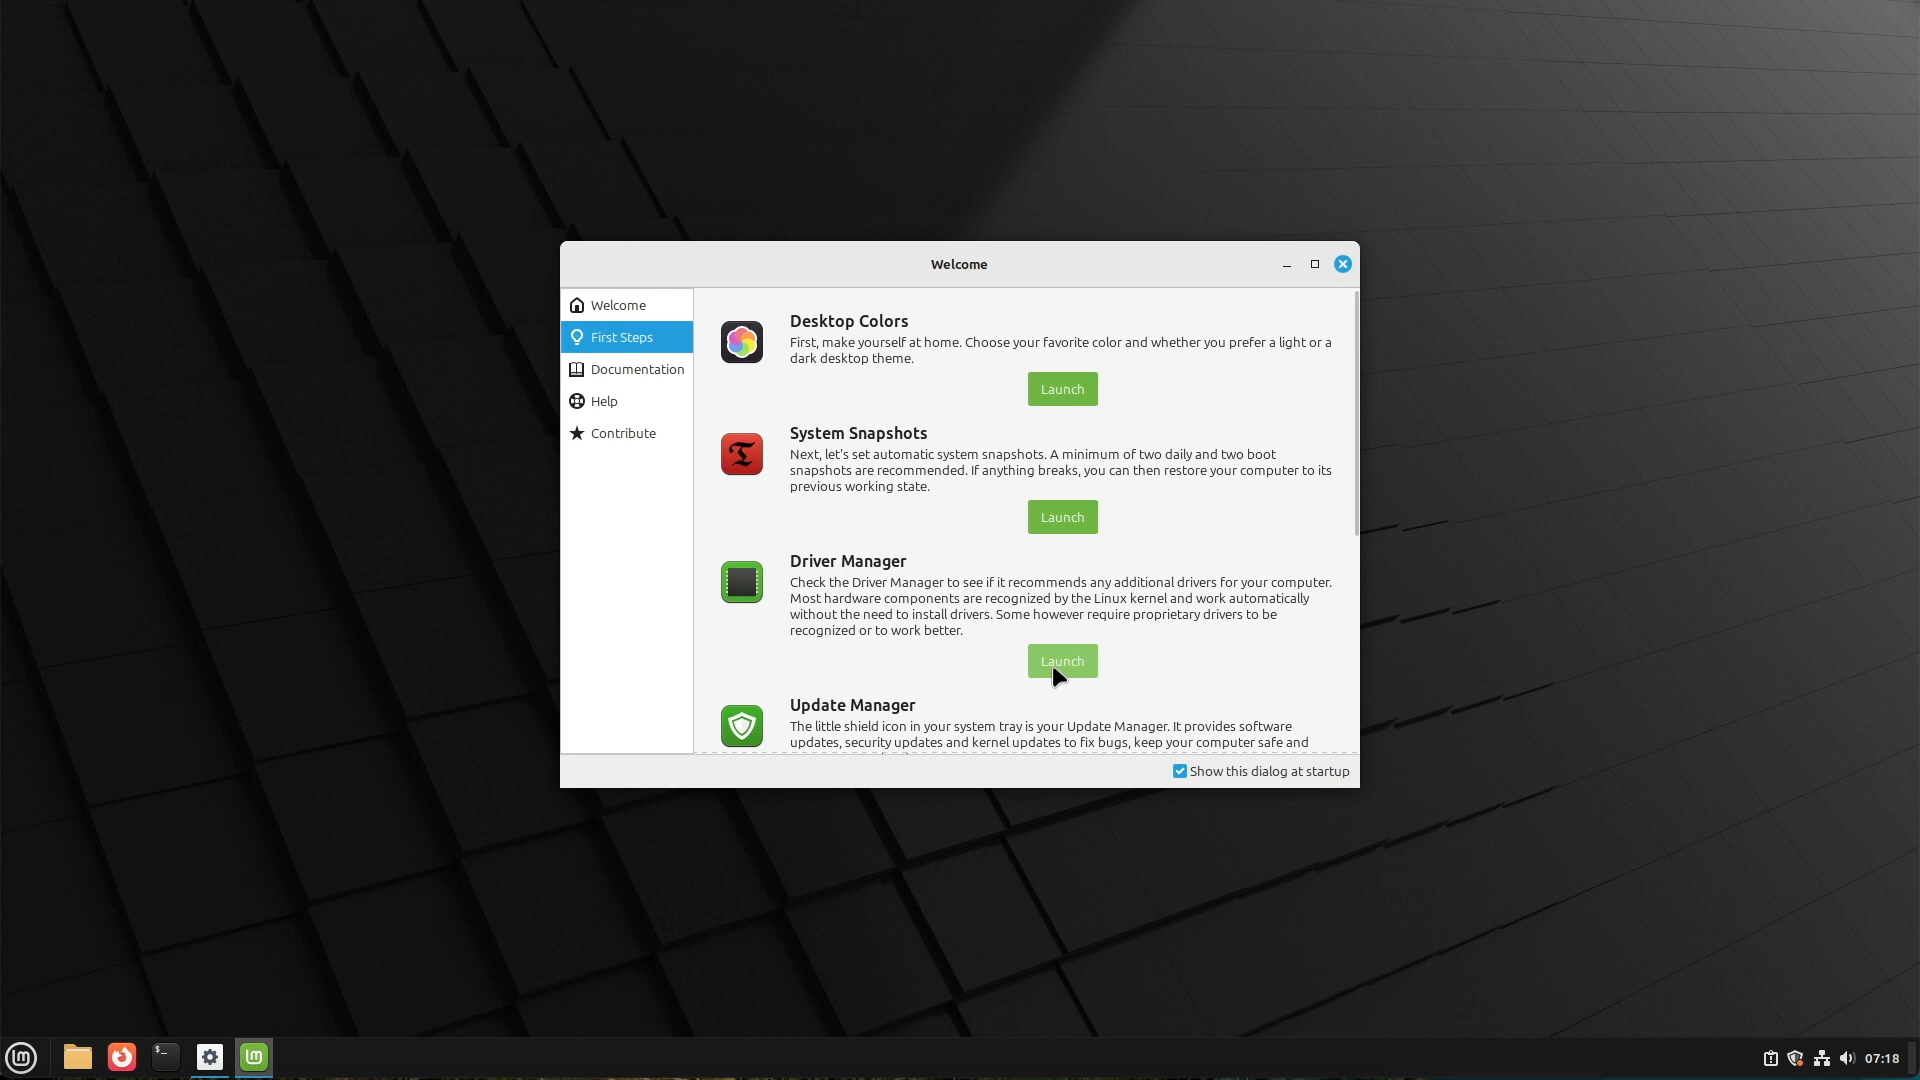 Welcome
Welcome
First Steps
Documentation
Help
Contribute
Desktop Colors
First, make yourself at home. Choose your favorite color and whether you prefer a light or a
dark desktop theme.
Launch
System Snapshots
Next, let's set automatic system snapshots. A minimum of two daily and two boot
snapshots are recommended. If anything breaks, you can then restore your computer to its
previous working state.
Launch
Driver Manager
Check the Driver Manager to see if it recommends any additional drivers for your computer.
Most hardware components are recognized by the Linux kernel and work automatically
without the need to install drivers. Some however require proprietary drivers to be
recognized or to work better.
Launch
Update Manager
The little shield icon in your system tray is your Update Manager. It provides software
updates, security updates and kernel updates to fix bugs, keep your computer safe and
Show this dialog at startup
$_
07:18